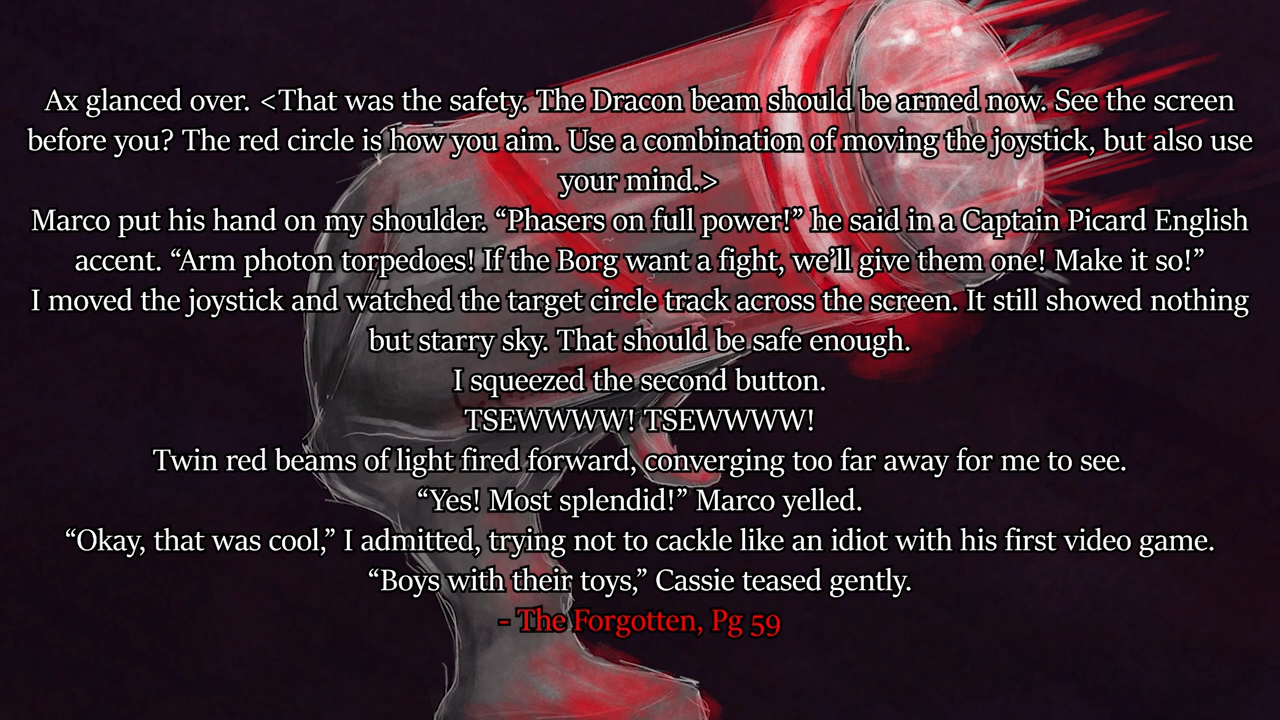 Ax glanced over. <That was the safety. The Dracon beam should be armed now. See the screen
before you? The red circle is how you aim. Use a combination of moving the joystick, but also use
your mind.>
Marco put his hand on my shoulder. “Phasers on full power!” he said in a Captain Picard English
accent. “Arm photon torpedoes! If the Borg want a fight, we’ll give them one! Make it so!”
I moved the joystick and watched the target circle track across the screen. It still showed nothing
but starry sky. That should be safe enough.
I squeezed the second button.
TSEWWWW! TSEWWWW!
Twin red beams of light fired forward, converging too far away for me to see.
“Yes! Most splendid!” Marco yelled.
“Okay, that was cool,” I admitted, trying not to cackle like an idiot with his first video game.
“Boys with their toys,” Cassie teased gently.
- The Forgotten, Pg 59